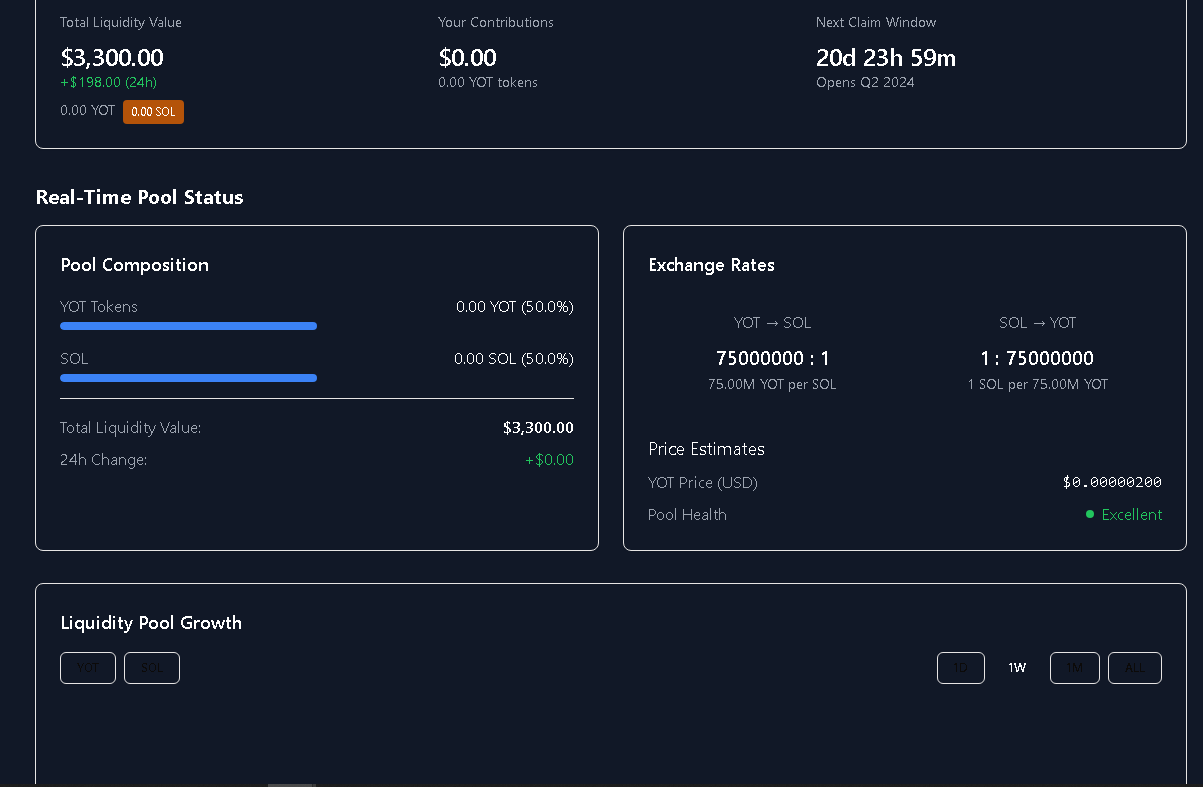 Total Liquidity Value
$3,300.00
+$198.00 (24h)
0.00 YOT 0.00 SOL
Your Contributions
$0.00
0.00 YOT tokens
Next Claim Window
20d 23h 59m
Opens Q2 2024
Real-Time Pool Status
Pool Composition
YOT Tokens 0.00 YOT (50.0%)
SOL 0.00 SOL (50.0%)
Total Liquidity Value: $3,300.00
24h Change: +$0.00
Exchange Rates
YOT → SOL
75000000 : 1
75.00M YOT per SOL
SOL → YOT
1 : 75000000
1 SOL per 75.00M YOT
Price Estimates
YOT Price (USD) $0.00000200
Pool Health Excellent
Liquidity Pool Growth
YOT SOL 1D 1W 1M ALL